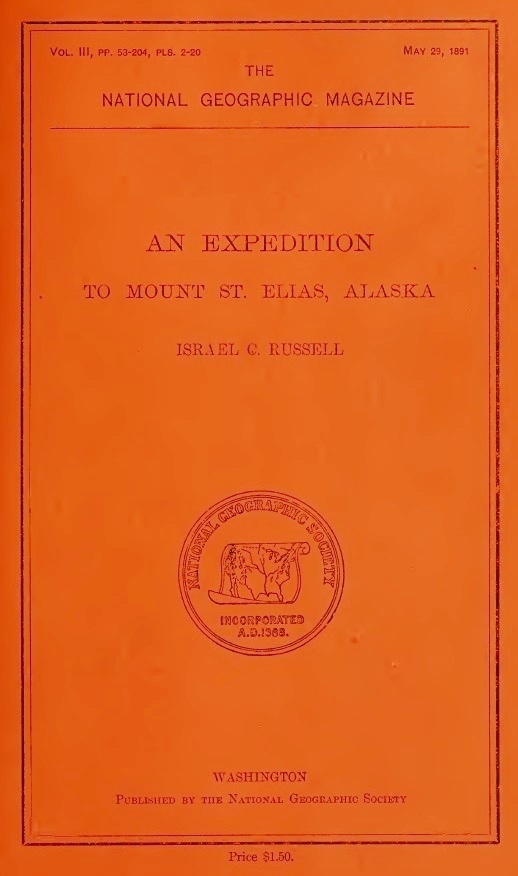 VOL. III, PP. 53-204, PLS. 2-20 MAY 29, 1891
THE
NATIONAL GEOGRAPHIC MAGAZINE
AN EXPEDITION
TO MOUNT ST. ELIAS, ALASKA
ISRAEL C. RUSSELL
NATIONAL GEOGRAPHIC SOCIETY
INCORPORATED
A.D. 1888.
WASHINGTON
PUBLISHED BY THE NATIONAL GEOGRAPHIC SOCIETY
Price $1.50.